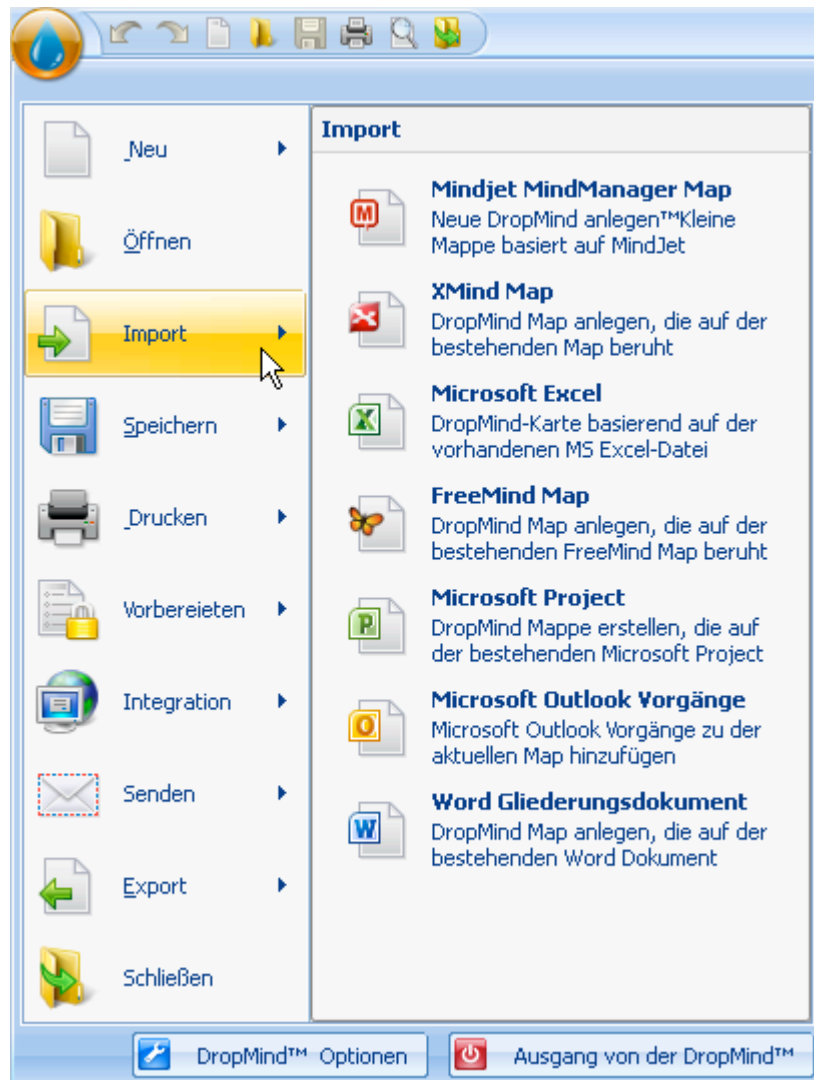 Neu
Öffnen
Import
Speichern
Drucken
Vorbereieten
Integration
Senden
Export
Schließen
Import
Mindjet MindManager Map
Neue DropMind anlegen™Kleine
Mappe basiert auf MindJet
XMind Map
DropMind Map anlegen, die auf der
bestehenden Map beruht
Microsoft Excel
DropMind-Karte basierend auf der
vorhandenen MS Excel-Datei
FreeMind Map
DropMind Map anlegen, die auf der
bestehenden FreeMind Map beruht
Microsoft Project
DropMind Mappe erstellen, die auf
der bestehenden Microsoft Project
Microsoft Outlook Vorgänge
Microsoft Outlook Vorgänge zu der
aktuellen Map hinzufügen
Word Gliederungsdokument
DropMind Map anlegen, die auf der
bestehenden Word Dokument
DropMind™ Optionen
Ausgang von der DropMind™